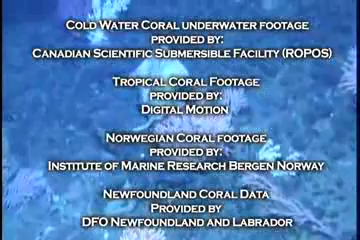 Cold Water Coral underwater footage
provided by:
Canadian Scientific Submersible Facility (ROPOS)
Tropical Coral Footage
provided by:
Digital Motion
Norwegian Coral footage
provided by:
Institute of Marine Research Bergen Norway
Newfoundland Coral Data
Provided by
DFO Newfoundland and Labrador